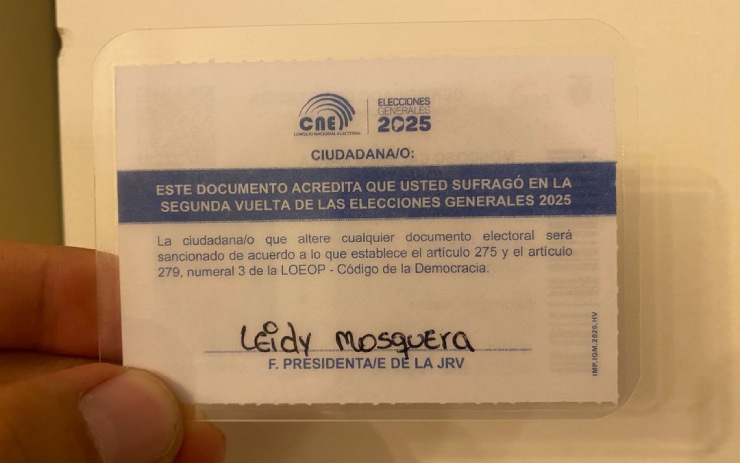 CNE
CONSEJO NACIONAL ELECTORAL
ELECCIONES
GENERALES
2025
CIUDADANA/O:
ESTE DOCUMENTO ACREDITA QUE USTED SUFRAGÓ EN LA
SEGUNDA VUELTA DE LAS ELECCIONES GENERALES 2025
La ciudadana/o que altere cualquier documento electoral será
sancionado de acuerdo a lo que establece el artículo 275 y el artículo
279, numeral 3 de la LOEOP - Código de la Democracia.
Leidy Mosquera
F. PRESIDENTA/E DE LA JRV
IMP.IGM.2025.HV